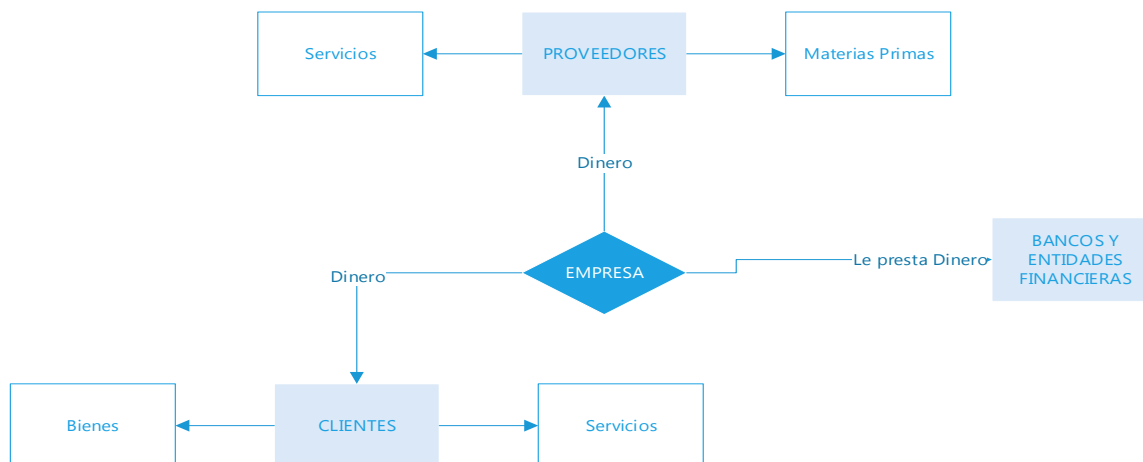 Servicios
PROVEEDORES
Materias Primas
Dinero
BANCOS Y
ENTIDADES
FINANCIERAS
Le presta Dinero
EMPRESA
Dinero
Bienes
CLIENTES
Servicios